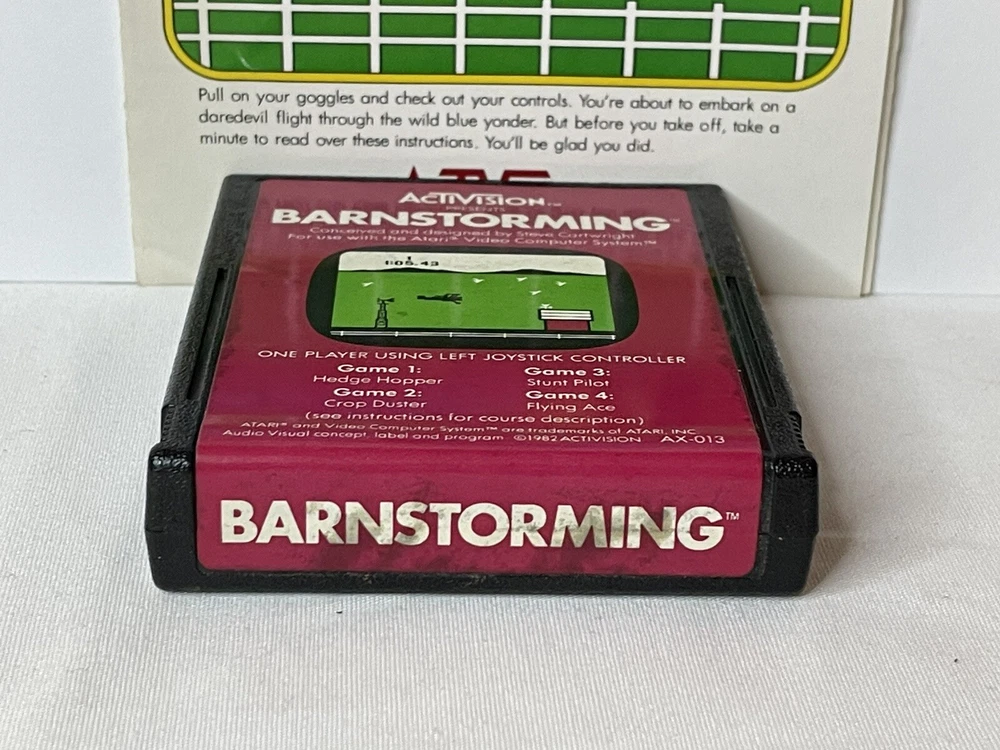 Pull on your goggles and check out your controls. You're about to embark on a
daredevil flight through the wild blue yonder. But before you take off, take a
minute to read over these instructions. You'll be glad you did.
ACTIVISION™
PRESENTS
BARNSTORMING™
Conceived and designed by Steve Cartwright
For use with the Atari® Video Computer System™
1
1:05.43
ONE PLAYER USING LEFT JOYSTICK CONTROLLER
Game 1:
Hedge Hopper
Game 2:
Crop Duster
Game 3:
Stunt Pilot
Game 4:
Flying Ace
(see instructions for course description)
ATARI® and Video Computer System™ are trademarks of ATARI, INC.
Audio Visual concept, label and program ©1982 ACTIVISION AX-013
BARNSTORMING™